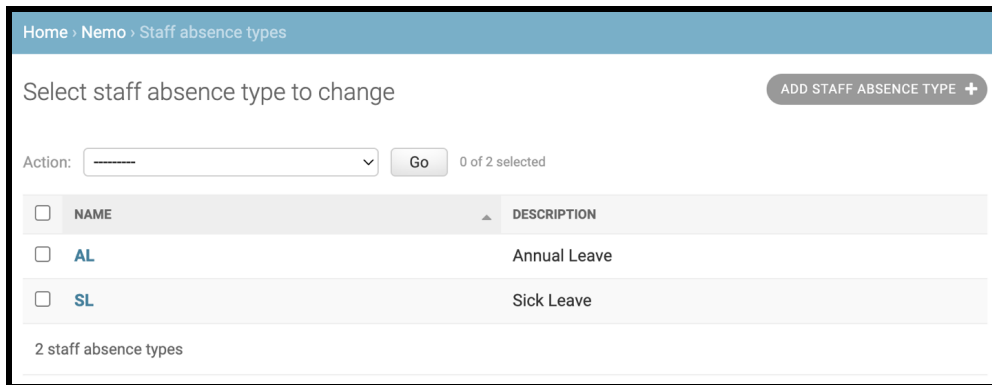 Home › Nemo › Staff absence types
Select staff absence type to change
ADD STAFF ABSENCE TYPE +
Action: --------- Go 0 of 2 selected
NAME DESCRIPTION
AL Annual Leave
SL Sick Leave
2 staff absence types